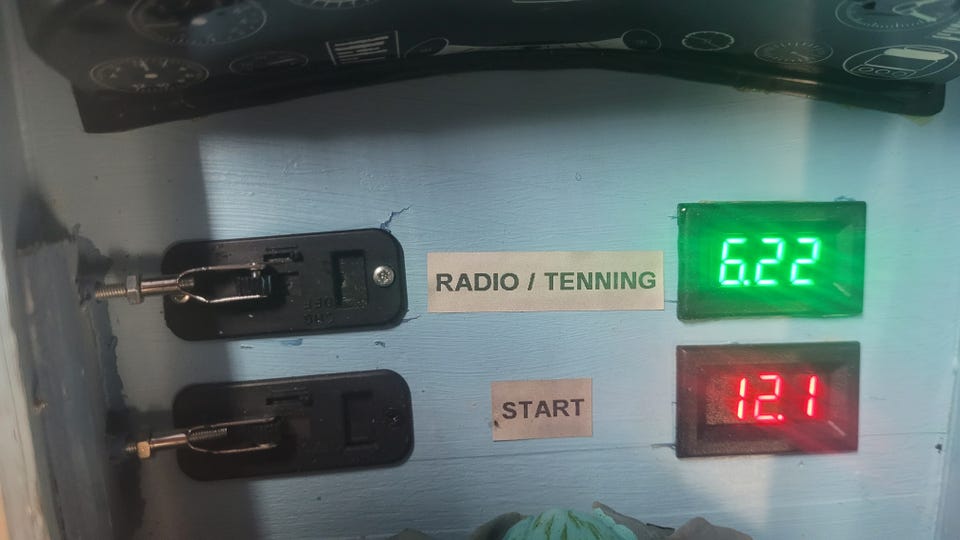 RADIO / TENNING
6.22
START
12.1